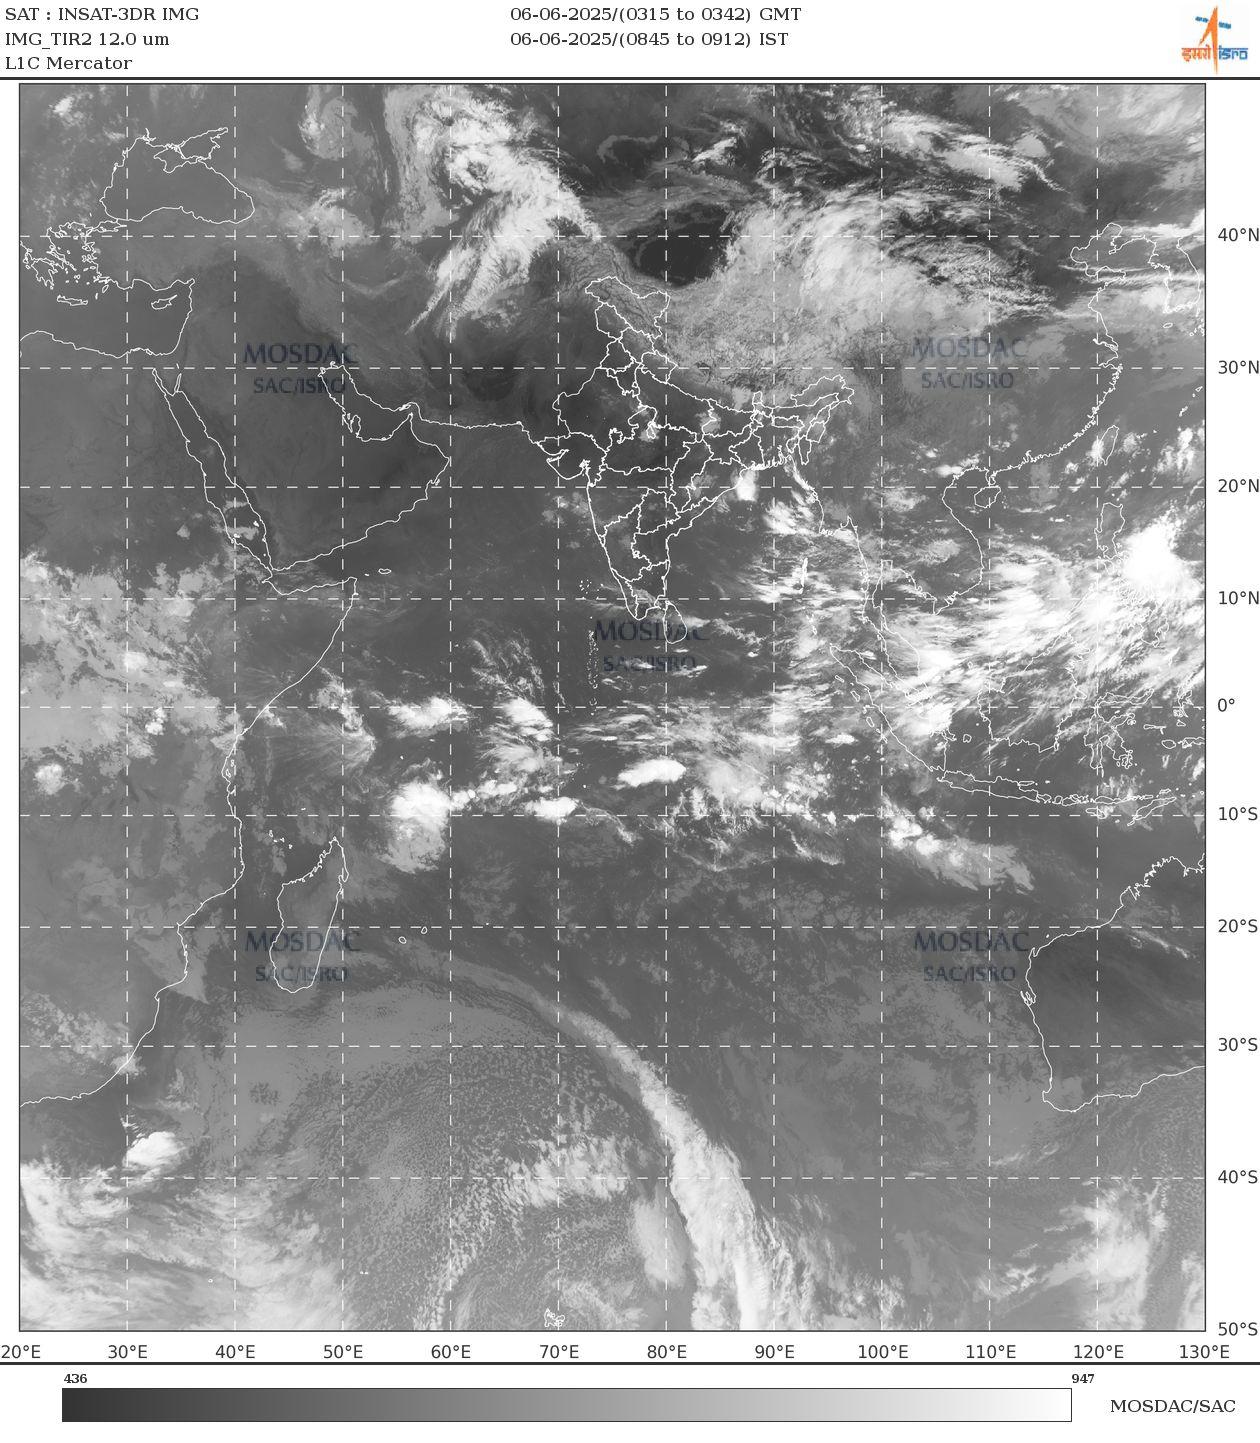 SAT : INSAT-3DR IMG
06-06-2025/(0315 to 0342) GMT
IMG_TIR2 12.0 um
06-06-2025/(0845 to 0912) IST
L1C Mercator
इसरो isro
40°N
MOSDAC
SAC/ISRO
MOSDAC
SAC/ISRO
30°N
20°N
10°N
MOSDAC
SAC/ISRO
0°
10°S
20°S
MOSDAC
SAC/ISRO
MOSDAC
SAC/ISRO
30°S
40°S
50°S
20°E 30°E 40°E 50°E 60°E 70°E 80°E 90°E 100°E 110°E 120°E 130°E
436
947
MOSDAC/SAC